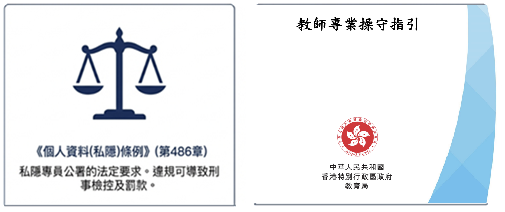 《個人資料(私隱)條例》(第486章)
私隱專員公署的法定要求。違規可導致刑
事檢控及罰款。
教師專業操守指引
中華人民共和國
香港特別行政區政府
教育局